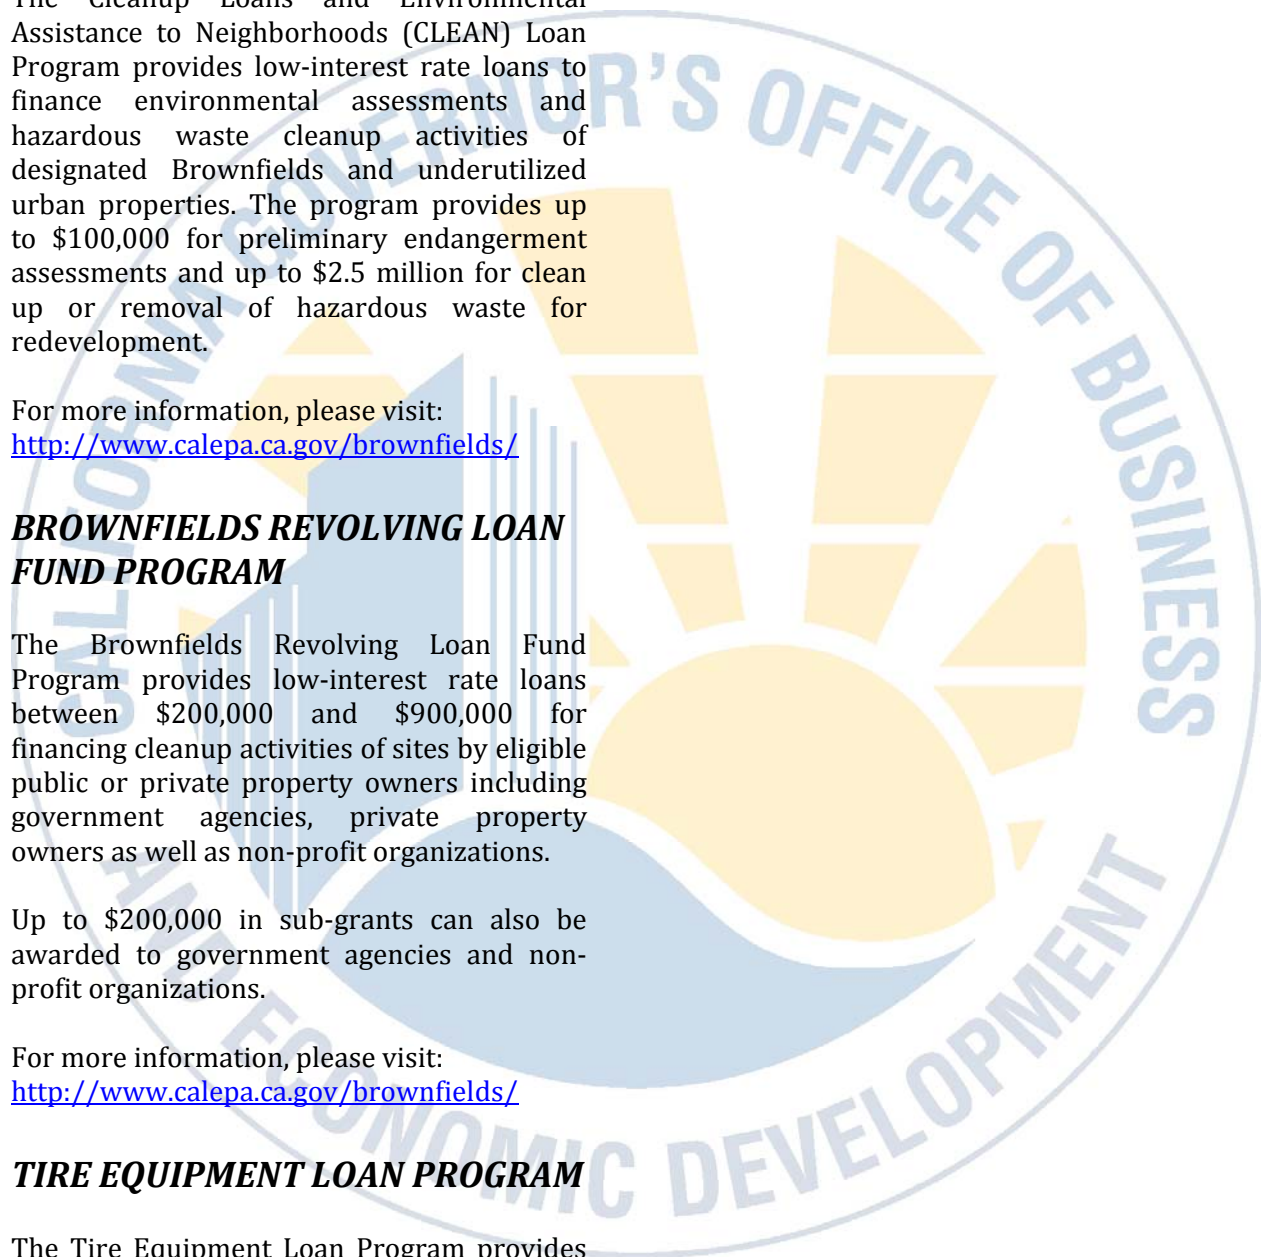 The Cleanup Loans and Environmental
Assistance to Neighborhoods (CLEAN) Loan
Program provides low-interest rate loans to
finance environmental assessments and
hazardous waste cleanup activities of
designated Brownfields and underutilized
urban properties. The program provides up
to $100,000 for preliminary endangerment
assessments and up to $2.5 million for clean
up or removal of hazardous waste for
redevelopment.
For more information, please visit:
http://www.calepa.ca.gov/brownfields/
BROWNFIELDS REVOLVING LOAN
FUND PROGRAM
The Brownfields Revolving Loan Fund
Program provides low-interest rate loans
between $200,000 and $900,000 for
financing cleanup activities of sites by eligible
public or private property owners including
government agencies, private property
owners as well as non-profit organizations.
Up to $200,000 in sub-grants can also be
awarded to government agencies and non-
profit organizations.
For more information, please visit:
http://www.calepa.ca.gov/brownfields/
TIRE EQUIPMENT LOAN PROGRAM
The Tire Equipment Loan Program provides
CALIFORNIA GOVERNOR'S OFFICE OF BUSINESS
AND ECONOMIC DEVELOPMENT